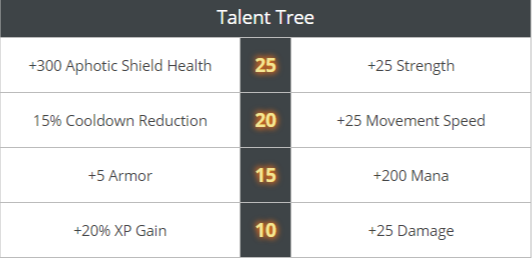 Talent Tree
+300 Aphotic Shield Health 25 +25 Strength
15% Cooldown Reduction 20 +25 Movement Speed
+5 Armor 15 +200 Mana
+20% XP Gain 10 +25 Damage